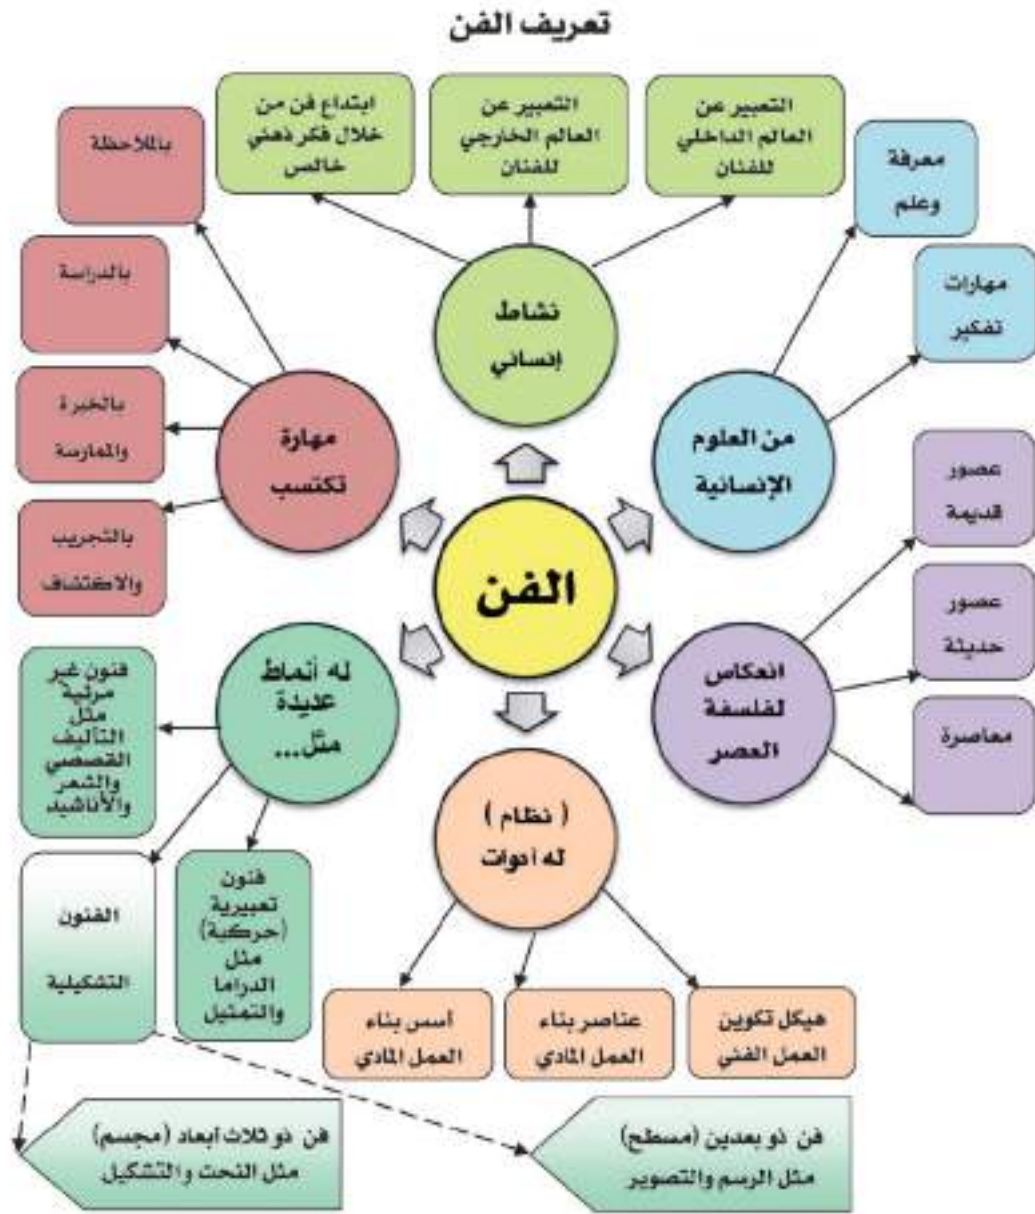 تعريف الفن
التعبير عن
العالم الداخلي
للفنان
التعبير عن
العالم الخارجي
للفنان
ابتداع فن من
خلال فكر ذهني
خالص
بالملاحظة
معرفة
وعلم
بالدراسة
مهارات
تفكير
نشاط
إنساني
بالخبرة
والممارسة
مهارة
تكتسب
من العلوم
الإنسانية
عصور
قديمة
بالتجريب
والاكتشاف
الفن
عصور
حديثة
معاصرة
انعكاس
لفلسفة
العصر
له أنماط
عديدة
مثل...
فنون غير
مرئية
مثل
التأليف
القصصي
والشعر
والأناشيد
( نظام )
له أدوات
الفنون
التشكيلية
فنون
تعبيرية
(حركية)
مثل
الدراما
والتمثيل
هيكل تكوين
العمل الفني
عناصر بناء
العمل المادي
أسس بناء
العمل المادي
فن ذو بعدين (مسطح)
مثل الرسم والتصوير
فن ذو ثلاث أبعاد (مجسم)
مثل النحت والتشكيل